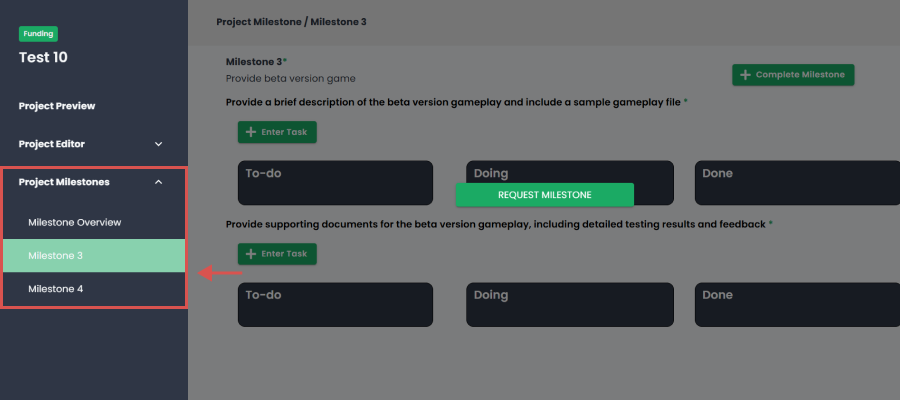 Funding
Test 10
Project Preview
Project Editor
Project Milestones
Milestone Overview
Milestone 3
Milestone 4
Project Milestone / Milestone 3
Milestone 3*
Provide beta version game
+ Complete Milestone
Provide a brief description of the beta version gameplay and include a sample gameplay file *
+ Enter Task
To-do
Doing
Done
REQUEST MILESTONE
Provide supporting documents for the beta version gameplay, including detailed testing results and feedback *
+ Enter Task
To-do
Doing
Done